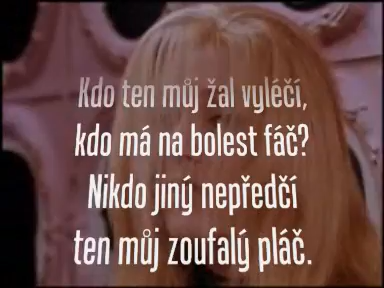 Kdo ten můj žal vyléčí,
kdo má na bolest fáč?
Nikdo jiný nepředčí
ten můj zoufalý pláč.